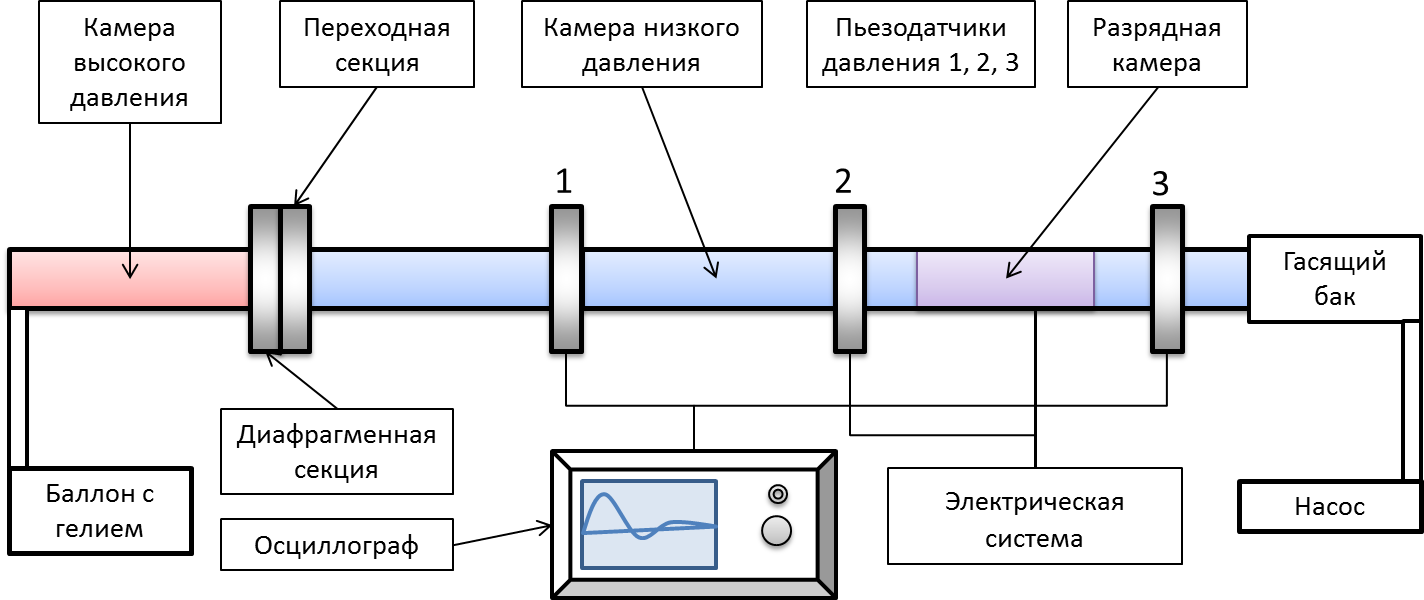 Камера
высокого
давления
Переходная
секция
Камера низкого
давления
Пьезодатчики
давления 1, 2, 3
Разрядная
камера
1
2
3
Гасящий
бак
Диафрагменная
секция
Баллон с
гелием
Осциллограф
Электрическая
система
Насос